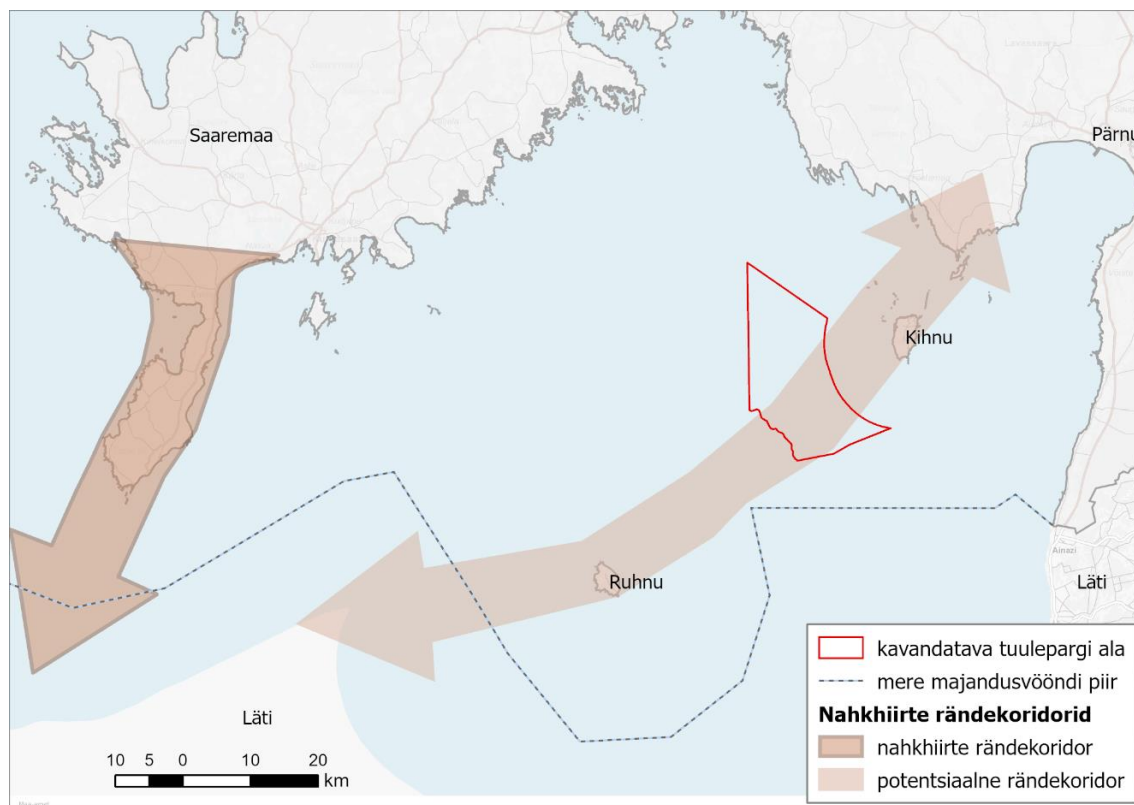 Saaremaa
Pärnu
Kihnu
Ruhnu
Ainazi
Läti
Läti
10 5 0 10 20
km
kavandatava tuulepargi ala
mere majandusvööndi piir
Nahkhiirte rändekoridorid
nahkhiirte rändekoridor
potentsiaalne rändekoridor